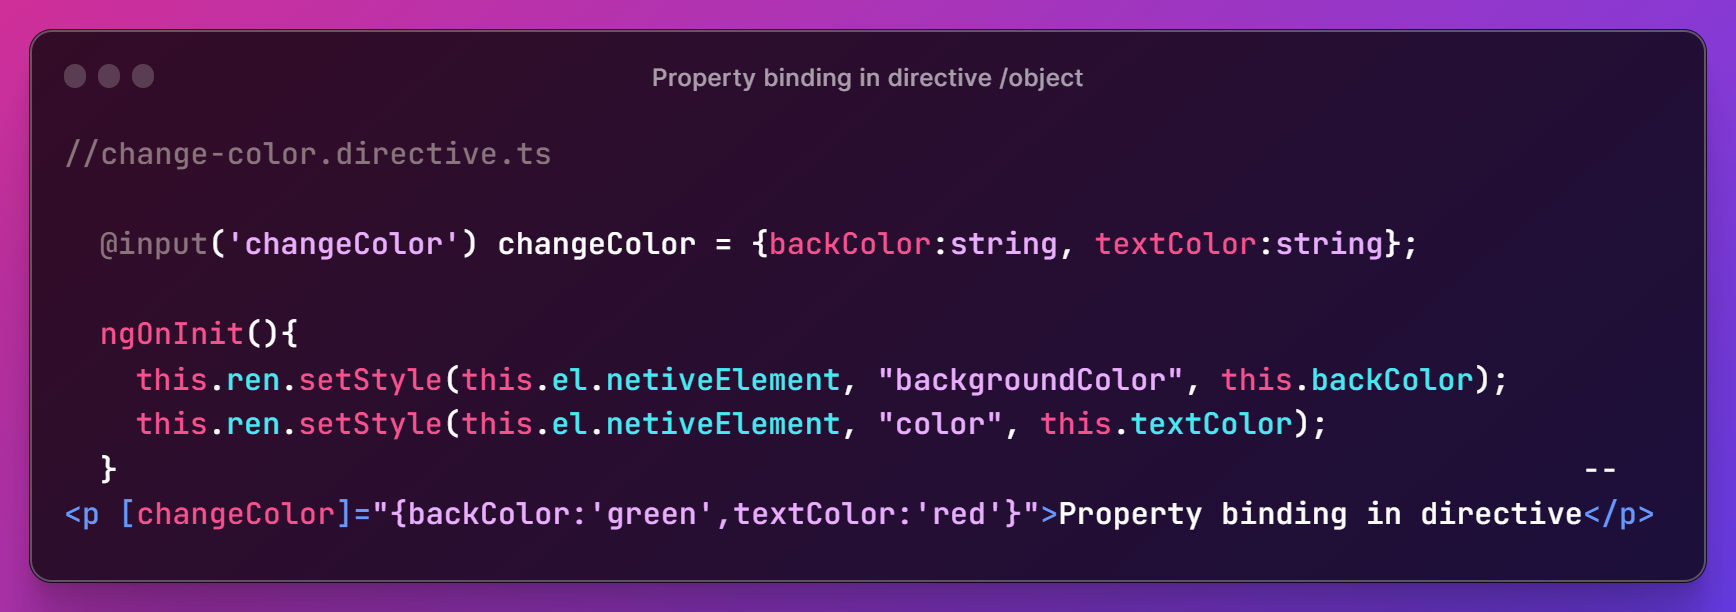 Property binding in directive /object
//change-color.directive.ts
@input('changeColor') changeColor = {backColor:string, textColor:string};
ngOnInit(){
this.ren.setStyle(this.el.netiveElement, "backgroundColor", this.backColor);
this.ren.setStyle(this.el.netiveElement, "color", this.textColor);
} --
<p [changeColor]="{backColor:'green',textColor:'red'}">Property binding in directive</p>